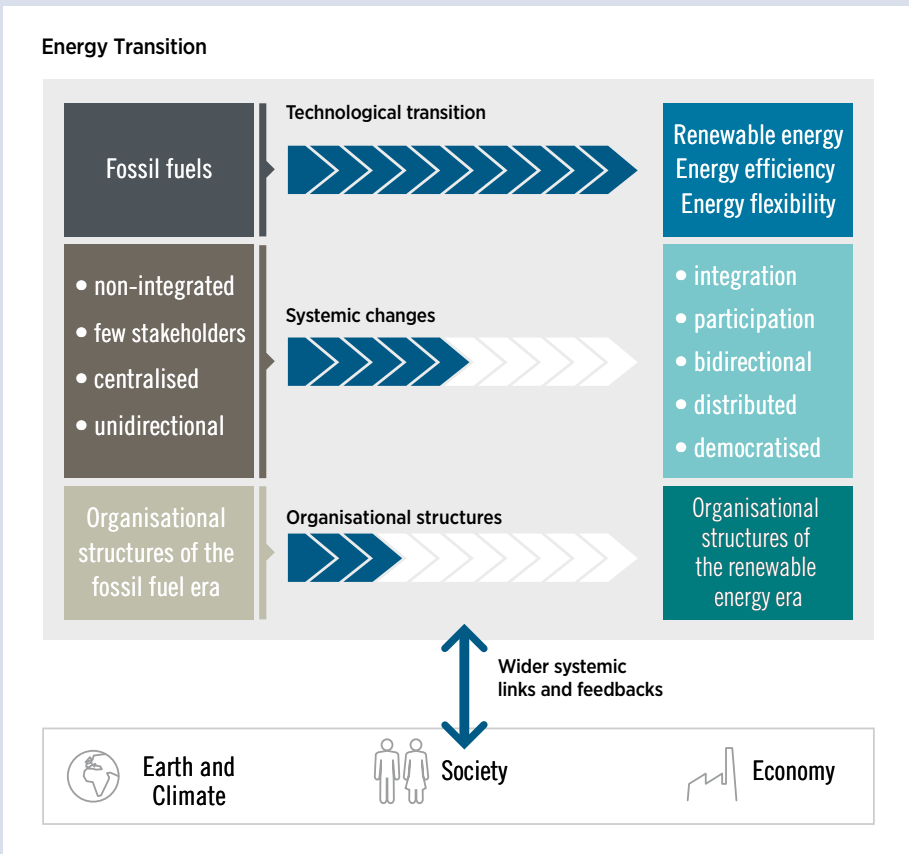 Energy Transition
Fossil fuels
Technological transition
Renewable energy
Energy efficiency
Energy flexibility
• non-integrated
• few stakeholders
• centralised
• unidirectional
Systemic changes
• integration
• participation
• bidirectional
• distributed
• democratised
Organisational
structures of the
fossil fuel era
Organisational structures
Organisational
structures of
the renewable
energy era
Wider systemic
links and feedbacks
Earth and
Climate
Society
Economy